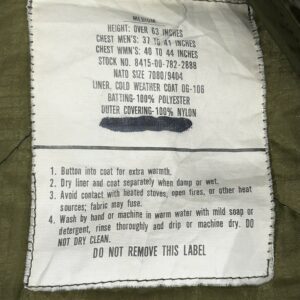 MEDIUM
HEIGHT: OVER 63 INCHES
CHEST MEN'S: 37 TO 41 INCHES
CHEST WMN'S: 40 TO 44 INCHES
STOCK NO. 8415-00-782-2888
NATO SIZE 7080/9404
LINER, COLD WEATHER COAT OG-106
BATTING-100% POLYESTER
OUTER COVERING-100% NYLON
1. Button into coat for extra warmth.
2. Dry liner and coat separately when damp or wet.
3. Avoid contact with heated stoves, open fires, or other heat
sources; fabric may fuse.
4. Wash by hand or machine in warm water with mild soap or
detergent, rinse thoroughly and drip or machine dry. DO
NOT DRY CLEAN.
DO NOT REMOVE THIS LABEL